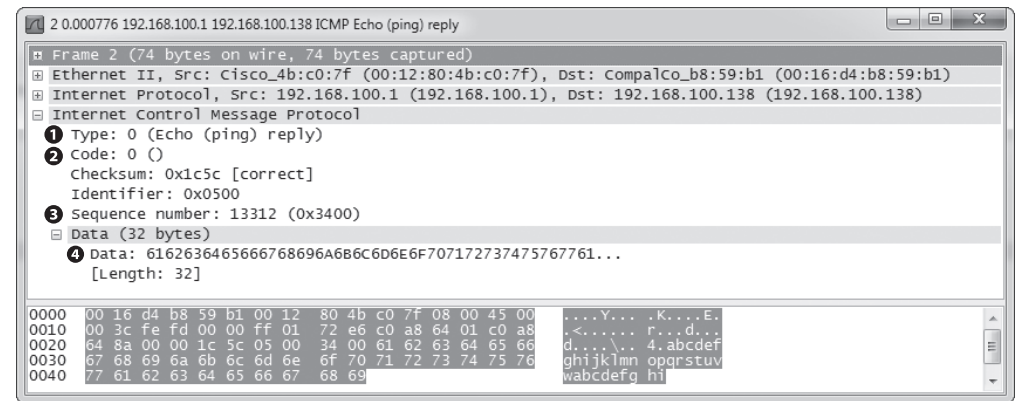 2 0.000776 192.168.100.1 192.168.100.138 ICMP Echo (ping) reply
Frame 2 (74 bytes on wire, 74 bytes captured)
Ethernet II, Src: Cisco_4b:c0:7f (00:12:80:4b:c0:7f), Dst: CompalCo_b8:59:b1 (00:16:d4:b8:59:b1)
Internet Protocol, Src: 192.168.100.1 (192.168.100.1), Dst: 192.168.100.138 (192.168.100.138)
Internet Control Message Protocol
❶ Type: 0 (Echo (ping) reply)
❷ Code: 0 ()
Checksum: 0x1c5c [correct]
Identifier: 0x0500
❸ Sequence number: 13312 (0x3400)
Data (32 bytes)
❹ Data: 6162636465666768696A6B6C6D6E6F707172737475767761...
[Length: 32]
0000 00 16 d4 b8 59 b1 00 12 80 4b c0 7f 08 00 45 00 ....Y... .K....E.
0010 00 3c fe fd 00 00 ff 01 72 e6 c0 a8 64 01 c0 a8 .<...... r...d...
0020 64 8a 00 00 1c 5c 05 00 34 00 61 62 63 64 65 66 d....\.. 4.abcdef
0030 67 68 69 6a 6b 6c 6d 6e 6f 70 71 72 73 74 75 76 ghijklmn opqrstuv
0040 77 61 62 63 64 65 66 67 68 69 wabcdefg hi